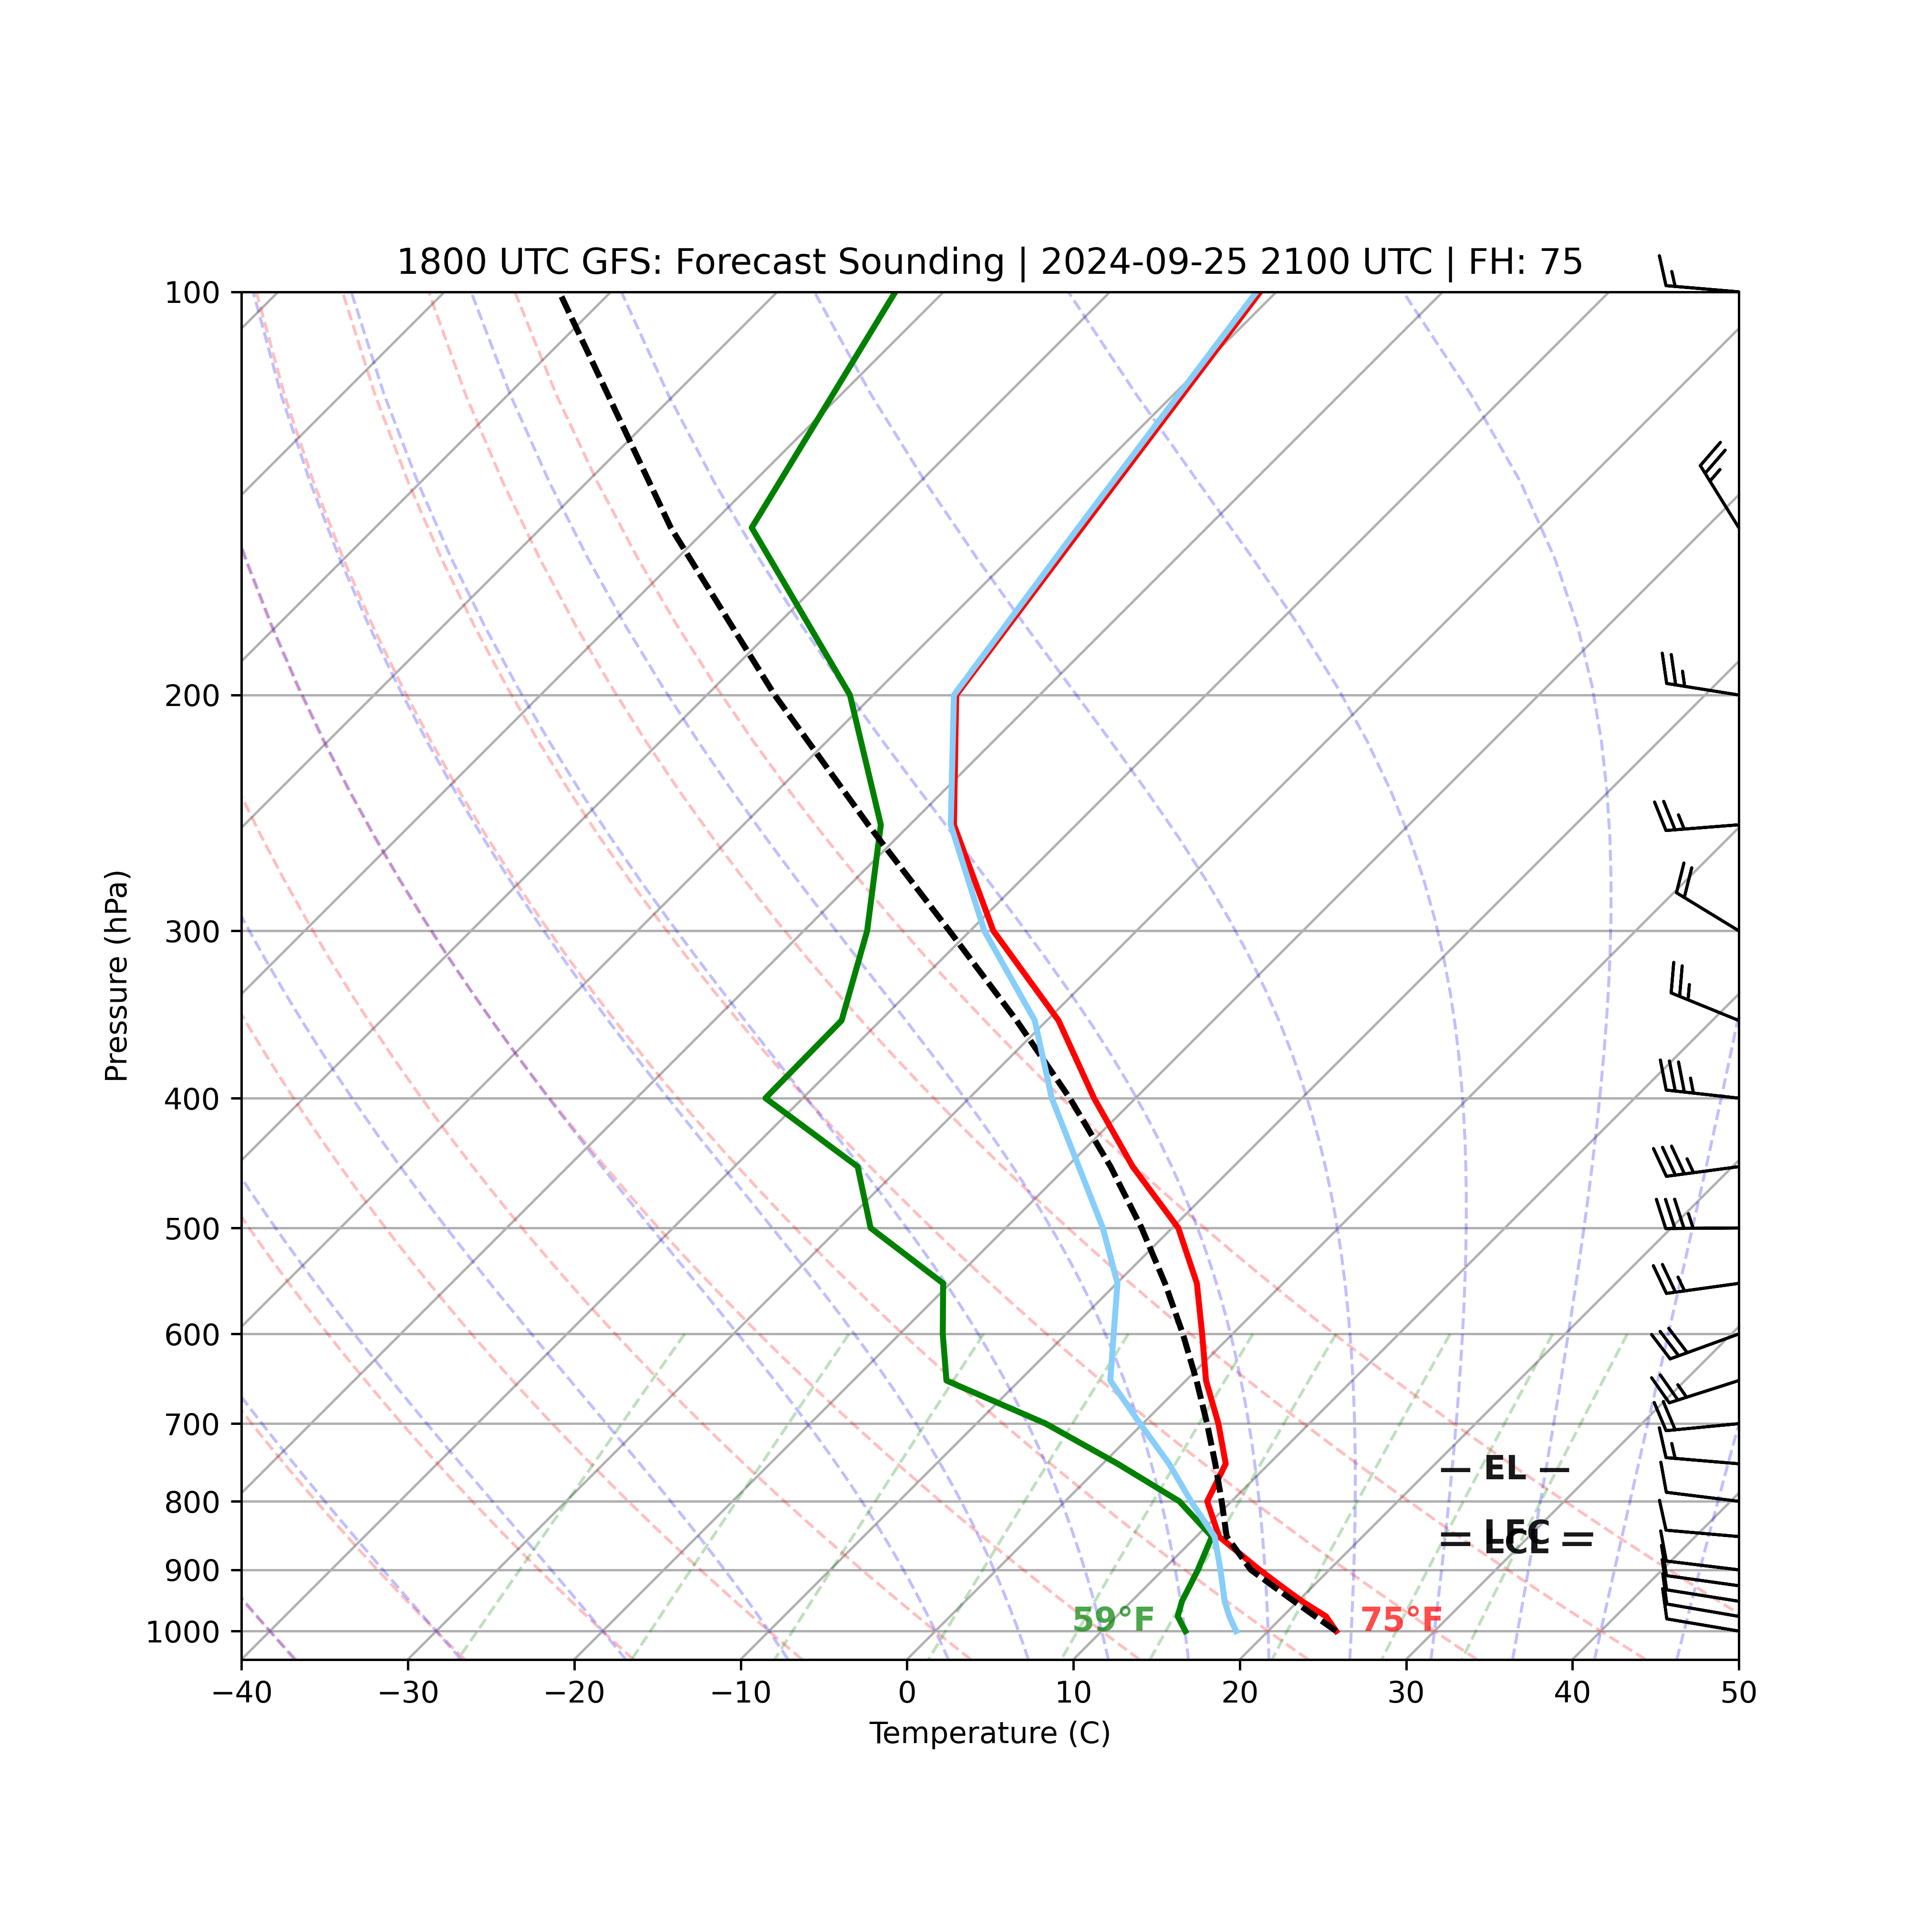 1800 UTC GFS: Forecast Sounding | 2024-09-25 2100 UTC | FH: 75
100
200
300
400
500
600
700
800
900
1000
Pressure (hPa)
— EL —
— LFC —
— LCL —
59°F
75°F
−40 −30 −20 −10 0 10 20 30 40 50
Temperature (C)